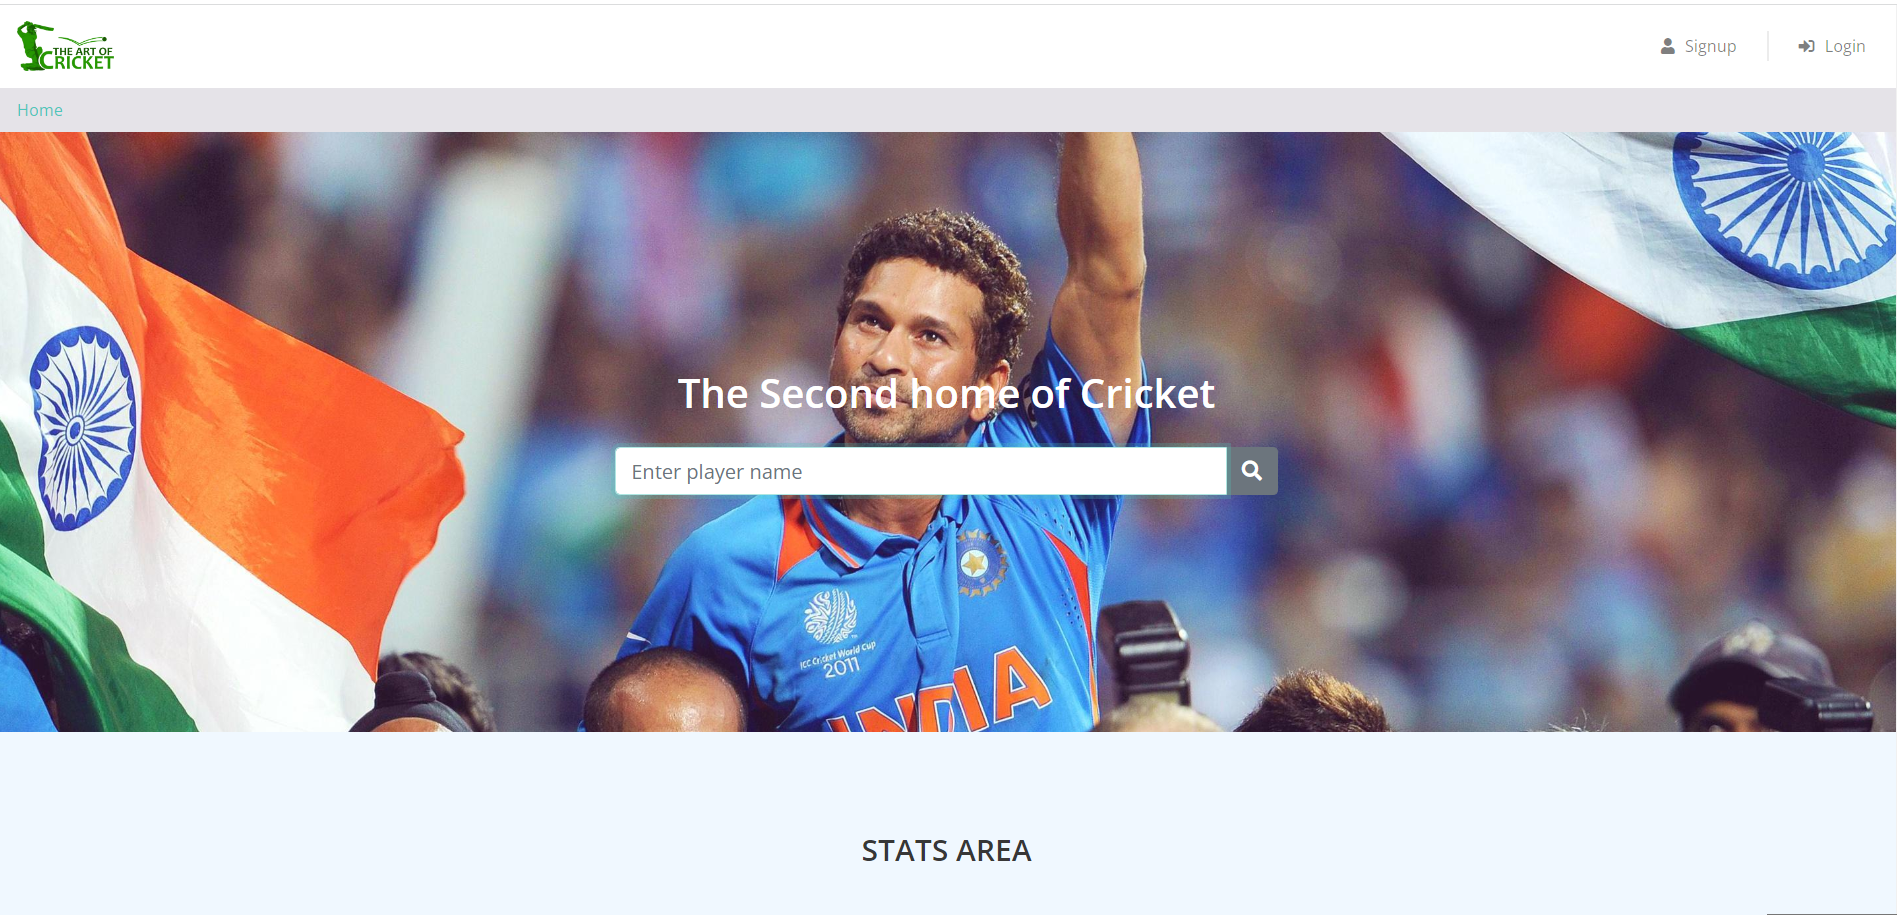 THE ART OF
CRICKET
Signup
Login
Home
The Second home of Cricket
Enter player name
ICC Cricket World Cup
2011
INDIA
STATS AREA